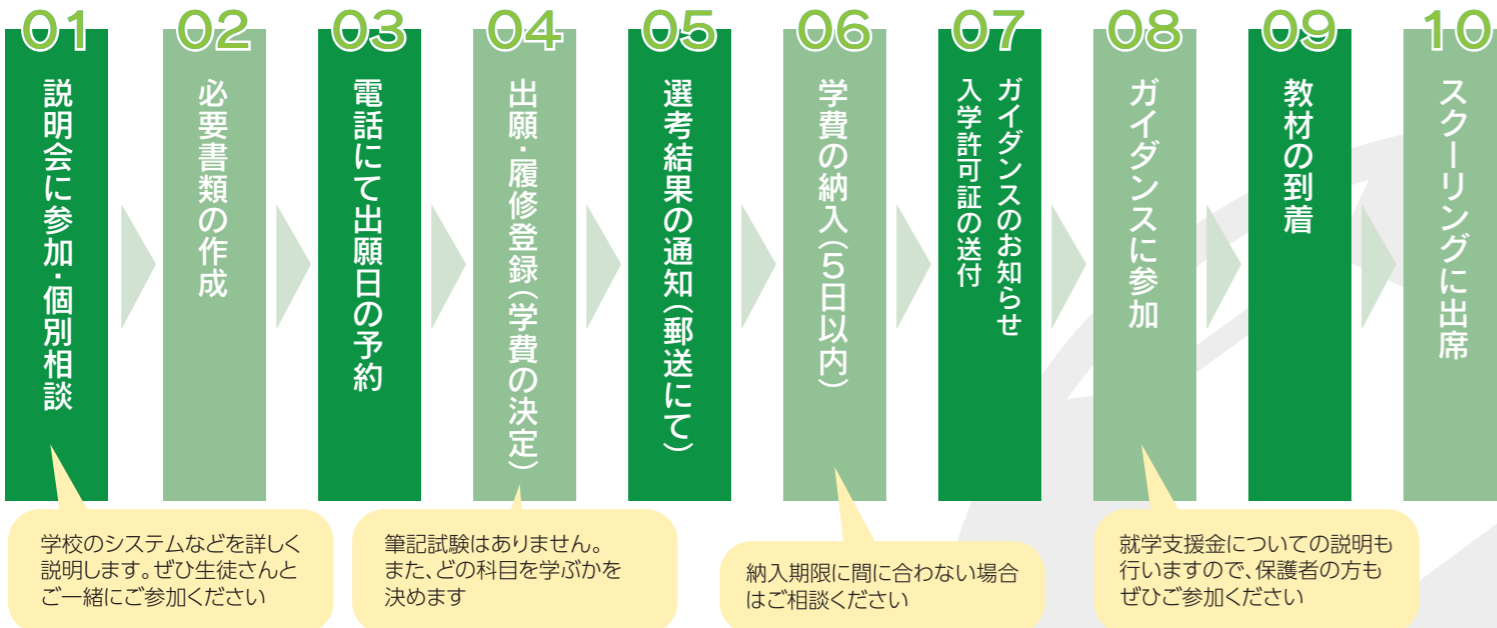 01
説明会に参加・個別相談
02
必要書類の作成
03
電話にて出願日の予約
04
出願・履修登録(学費の決定)
05
選考結果の通知(郵送にて)
06
学費の納入(5日以内)
07
ガイダンスのお知らせ
入学許可証の送付
08
ガイダンスに参加
09
教材の到着
10
スクーリングに出席
学校のシステムなどを詳しく
説明します。ぜひ生徒さんと
ご一緒にご参加ください
筆記試験はありません。
また、どの科目を学ぶかを
決めます
納入期限に間に合わない場合
はご相談ください
就学支援金についての説明も
行いますので、保護者の方も
ぜひご参加ください